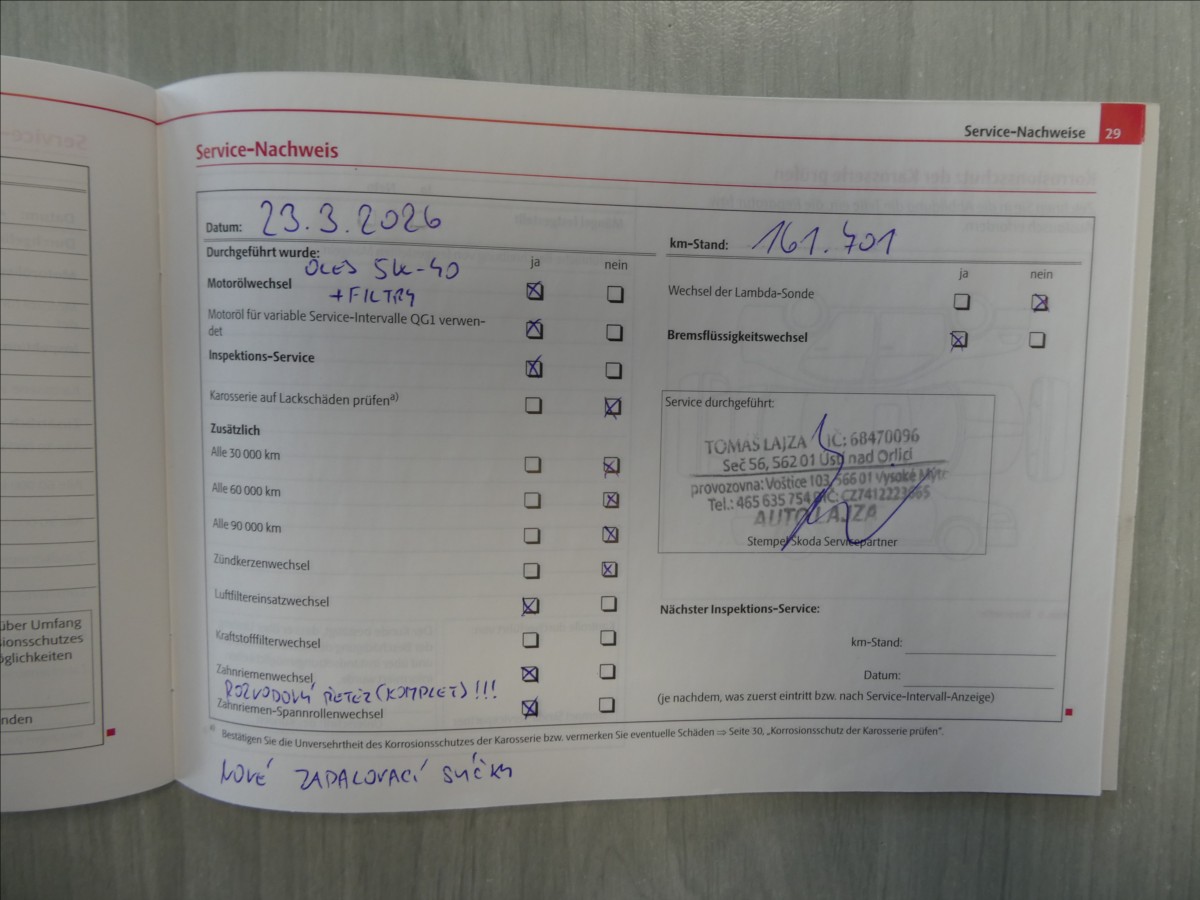 Service-Nachweise 29
Service-Nachweis
Datum: 23.3.2026
km-Stand: 161.701
Durchgeführt wurde:
ja nein
OLEJ 5W-40
Motorölwechsel
+FILTRY
Motoröl für variable Service-Intervalle QG1 verwen-
det
Inspektions-Service
Karosserie auf Lackschäden prüfen a)
Zusätzlich
Alle 30 000 km
Alle 60 000 km
Alle 90 000 km
Zündkerzenwechsel
Luftfiltereinsatzwechsel
Kraftstofffilterwechsel
Zahnriemenwechsel
ROZVODOVÝ ŘETĚZ (KOMPLET)!!!
Zahnriemen-Spannrollenwechsel
ja nein
Wechsel der Lambda-Sonde
Bremsflüssigkeitswechsel
Service durchgeführt:
TOMÁŠ LAJZA IČ: 68470096
Seč 56, 562 01 Ústí nad Orlicí
provozovna: Voštice 103, 566 01 Vysoké Mýto
Tel.: 465 635 754
AUTO LAJZA
Stempel Škoda Servicepartner
Nächster Inspektions-Service:
km-Stand:
Datum:
(je nachdem, was zuerst eintritt bzw. nach Service-Intervall-Anzeige)
a) Bestätigen Sie die Unversehrtheit des Korrosionsschutzes der Karosserie bzw. vermerken Sie eventuelle Schäden ⇒ Seite 30, „Korrosionsschutz der Karosserie prüfen".
NOVÉ ZAPALOVACÍ SVÍČKY
über Umfang
ionsschutzes
öglichkeiten
nden